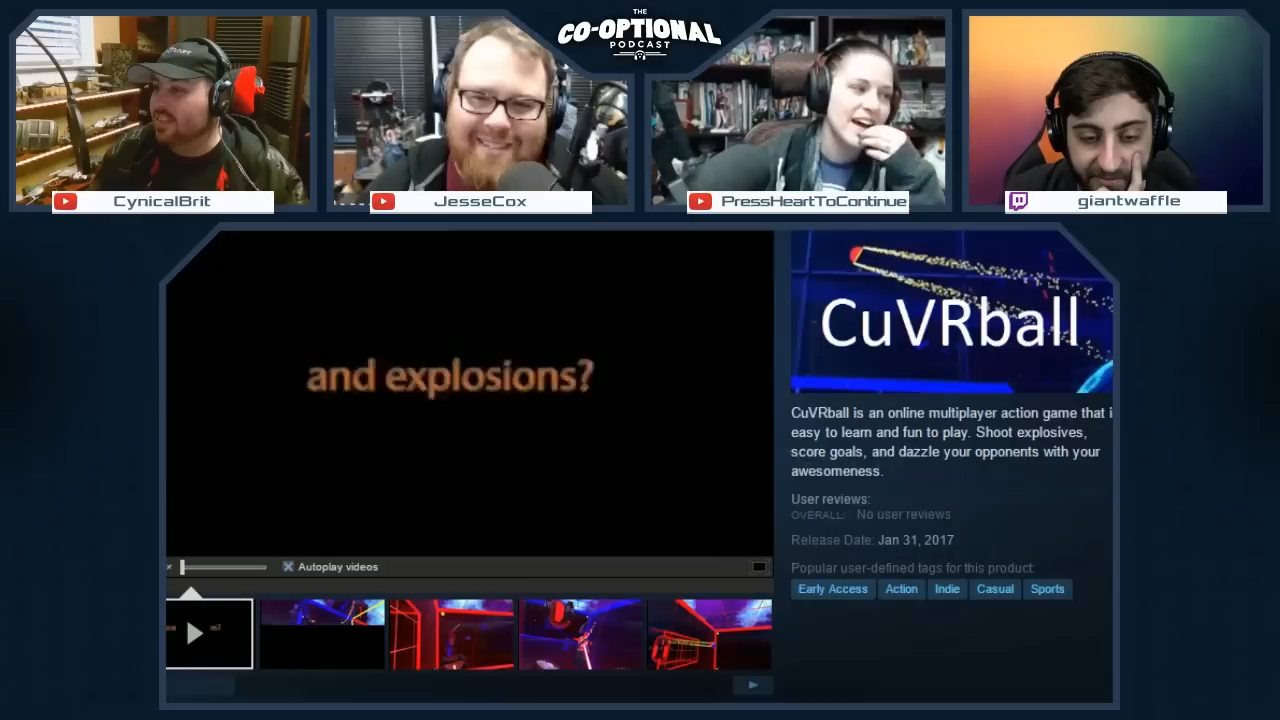 THE
CO-OPTIONAL
PODCAST
CynicalBrit
JesseCox
PressHeartToContinue
giantwaffle
and explosions?
CuVRball
CuVRball is an online multiplayer action game that i
easy to learn and fun to play. Shoot explosives,
score goals, and dazzle your opponents with your
awesomeness.
User reviews:
OVERALL: No user reviews
Release Date: Jan 31, 2017
Popular user-defined tags for this product:
Early Access Action Indie Casual Sports
Autoplay videos